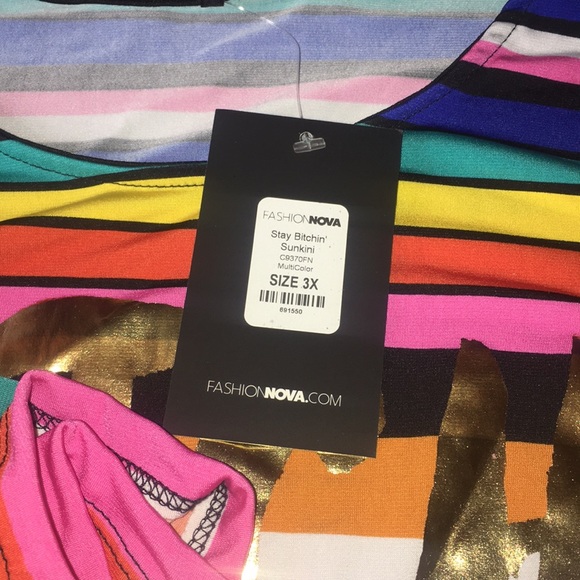 FASHIONNOVA
Stay Bitchin'
Sunkini
C9370FN
MultiColor
SIZE 3X
691550
FASHIONNOVA.COM